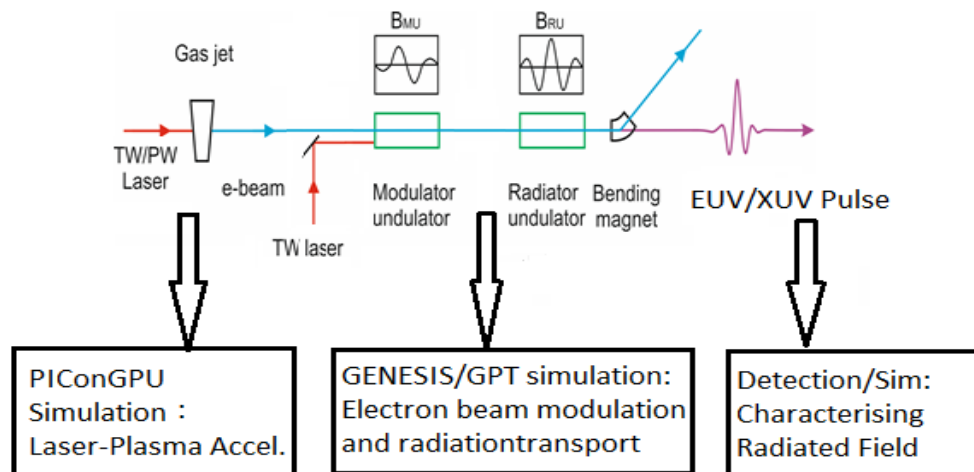 BMU
BRU
Gas jet
TW/PW
Laser
e-beam
TW laser
Modulator
undulator
Radiator
undulator
Bending
magnet
EUV/XUV Pulse
PIConGPU
Simulation：
Laser-Plasma Accel.
GENESIS/GPT simulation:
Electron beam modulation
and radiationtransport
Detection/Sim:
Characterising
Radiated Field